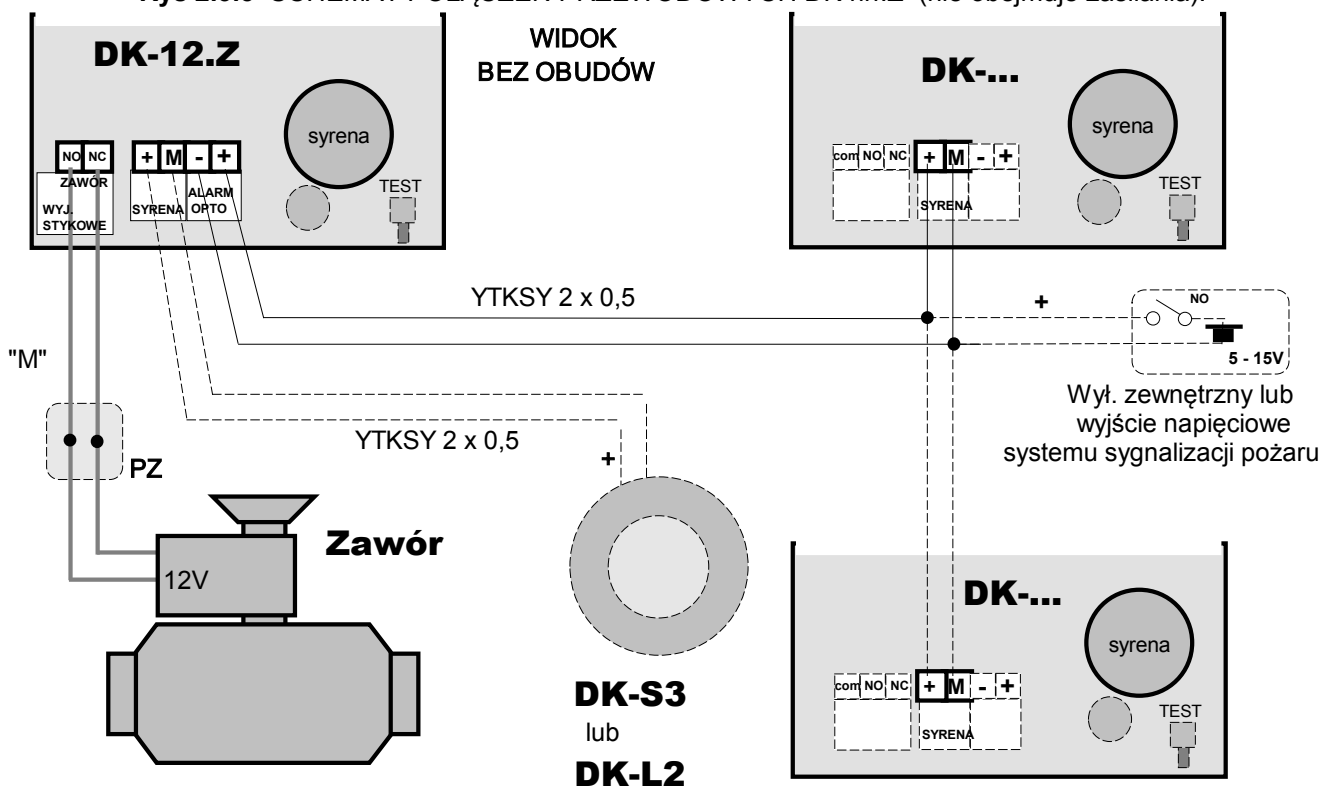 WIDOK
BEZ OBUDÓW
DK-12.Z
syrena
NO NC
+ M - +
ZAWÓR
WYJ.
STYKOWE
SYRENA
ALARM
OPTO
TEST
DK-...
syrena
com NO NC
+ M - +
SYRENA
TEST
YTKSY 2 x 0,5
+
NO
5 - 15V
Wył. zewnętrzny lub
wyjście napięciowe
systemu sygnalizacji pożaru
"M"
PZ
YTKSY 2 x 0,5
+
Zawór
12V
DK-S3
lub
DK-L2
DK-...
syrena
com NO NC
+ M - +
SYRENA
TEST